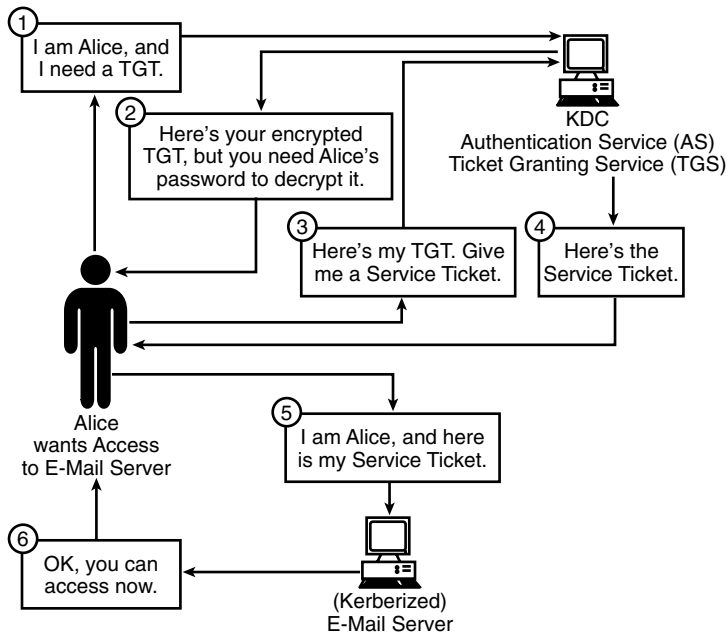 1
I am Alice, and
I need a TGT.
2
Here's your encrypted
TGT, but you need Alice's
password to decrypt it.
KDC
Authentication Service (AS)
Ticket Granting Service (TGS)
3
Here's my TGT. Give
me a Service Ticket.
4
Here's the
Service Ticket.
Alice
wants Access
to E-Mail Server
5
I am Alice, and here
is my Service Ticket.
6
OK, you can
access now.
(Kerberized)
E-Mail Server